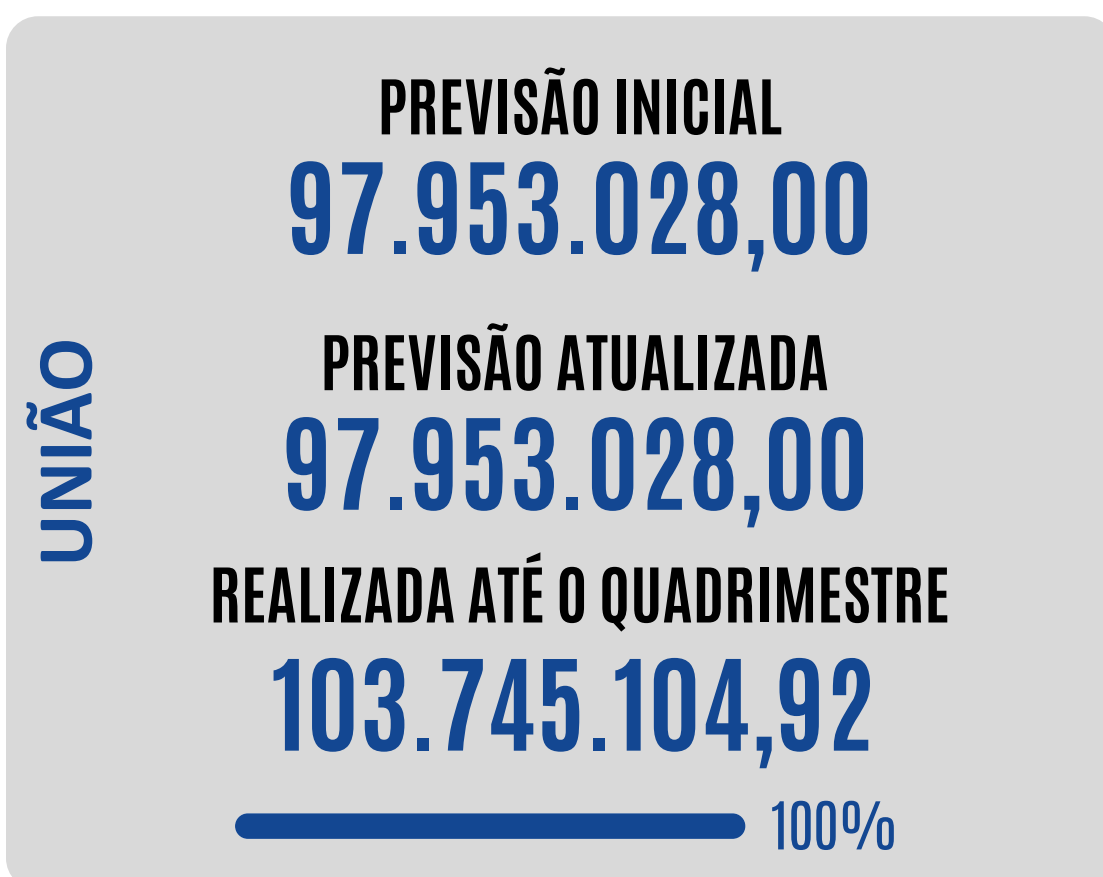 UNIÃO
PREVISÃO INICIAL
97.953.028,00
PREVISÃO ATUALIZADA
97.953.028,00
REALIZADA ATÉ O QUADRIMESTRE
103.745.104,92
100%